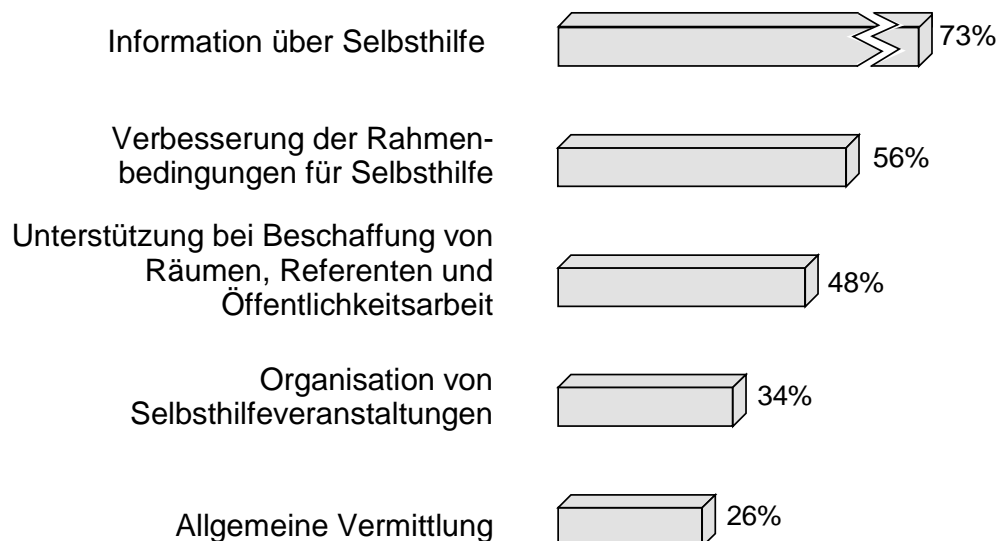 Information über Selbsthilfe
73%
Verbesserung der Rahmen-
bedingungen für Selbsthilfe
56%
Unterstützung bei Beschaffung von
Räumen, Referenten und
Öffentlichkeitsarbeit
48%
Organisation von
Selbsthilfeveranstaltungen
34%
Allgemeine Vermittlung
26%